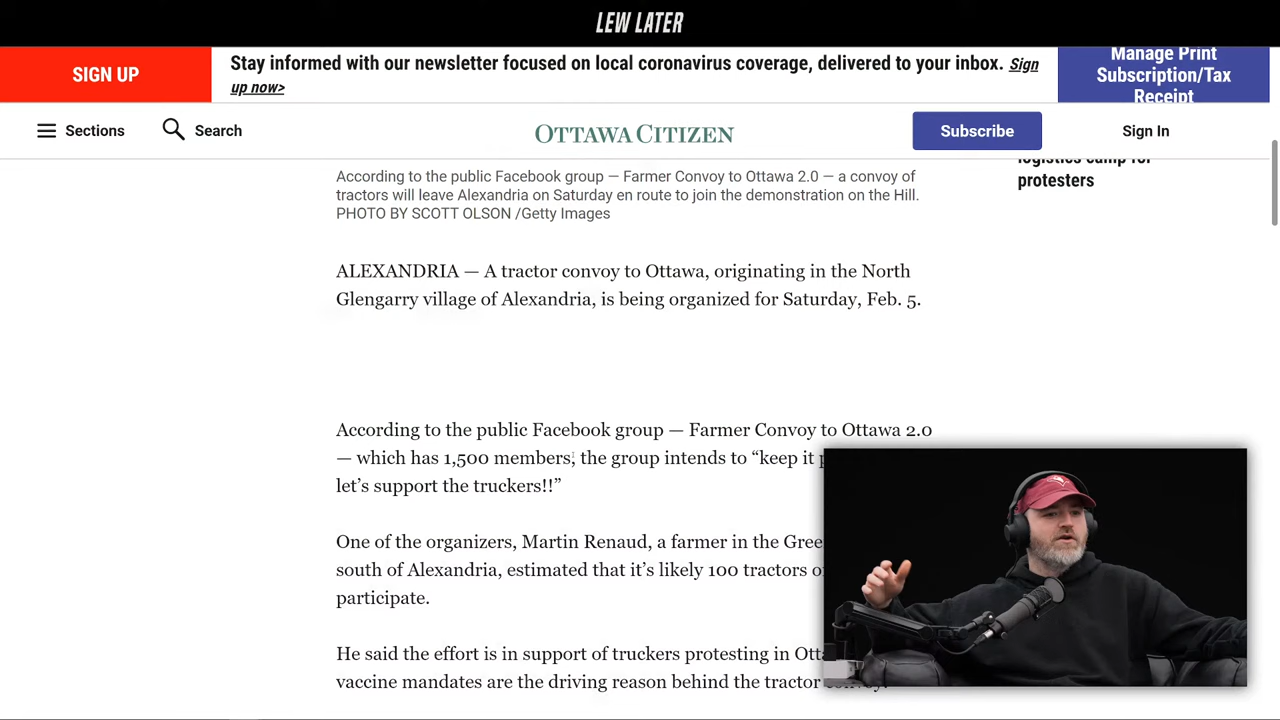 LEW LATER
SIGN UP
Stay informed with our newsletter focused on local coronavirus coverage, delivered to your inbox. Sign
up now>
Manage Print
Subscription/Tax
Receipt
Sections
Search
OTTAWA CITIZEN
Subscribe
Sign In
logistics camp for
protesters
According to the public Facebook group — Farmer Convoy to Ottawa 2.0 — a convoy of
tractors will leave Alexandria on Saturday en route to join the demonstration on the Hill.
PHOTO BY SCOTT OLSON /Getty Images
ALEXANDRIA — A tractor convoy to Ottawa, originating in the North
Glengarry village of Alexandria, is being organized for Saturday, Feb. 5.
According to the public Facebook group — Farmer Convoy to Ottawa 2.0
— which has 1,500 members, the group intends to “keep it
let’s support the truckers!!”
One of the organizers, Martin Renaud, a farmer in the
south of Alexandria, estimated that it’s likely 100 tractors
participate.
He said the effort is in support of truckers protesting in
vaccine mandates are the driving reason behind the tractor